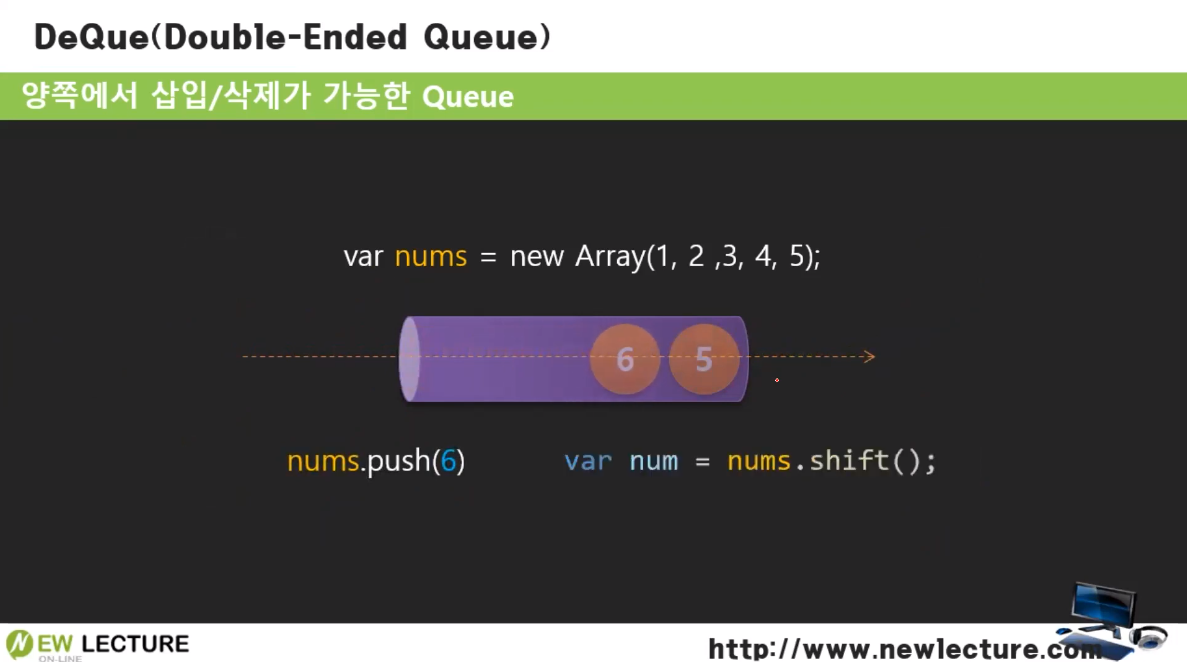 DeQue(Double-Ended Queue)
양쪽에서 삽입/삭제가 가능한 Queue
var nums = new Array(1, 2 ,3, 4, 5);
6 5
nums.push(6)
var num = nums.shift();
NEW LECTURE
ON-LINE
http://www.newlecture.com